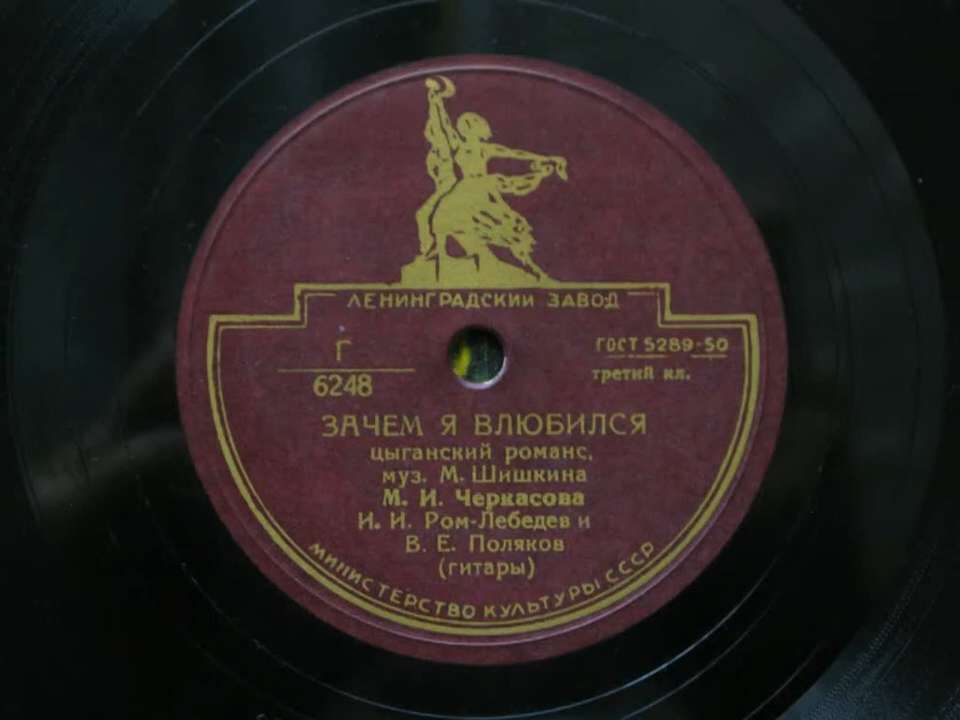 ЛЕНИНГРАДСКИЙ ЗАВОД
Г
6248
ГОСТ 5289-50
третий кл.
ЗАЧЕМ Я ВЛЮБИЛСЯ
цыганский романс,
муз. М. Шишкина
М. И. Черкасова
И. И. Ром-Лебедев и
В. Е. Поляков
(гитары)
МИНИСТЕРСТВО КУЛЬТУРЫ СССР